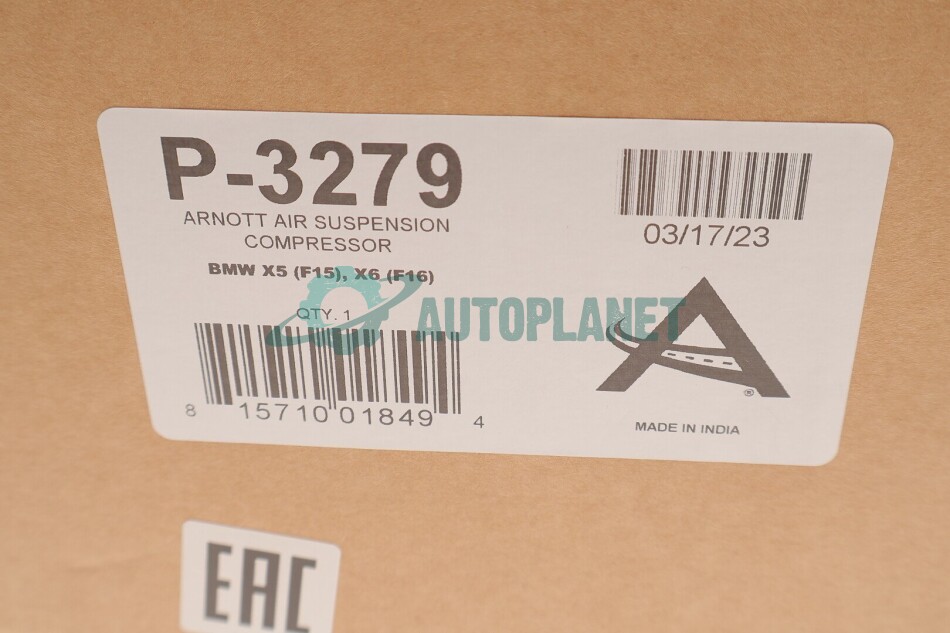 P-3279
ARNOTT AIR SUSPENSION
COMPRESSOR
BMW X5 (F15), X6 (F16)
QTY. 1
8 15710 01849 4
03/17/23
A
®
MADE IN INDIA
AUTOPLANET
EAC